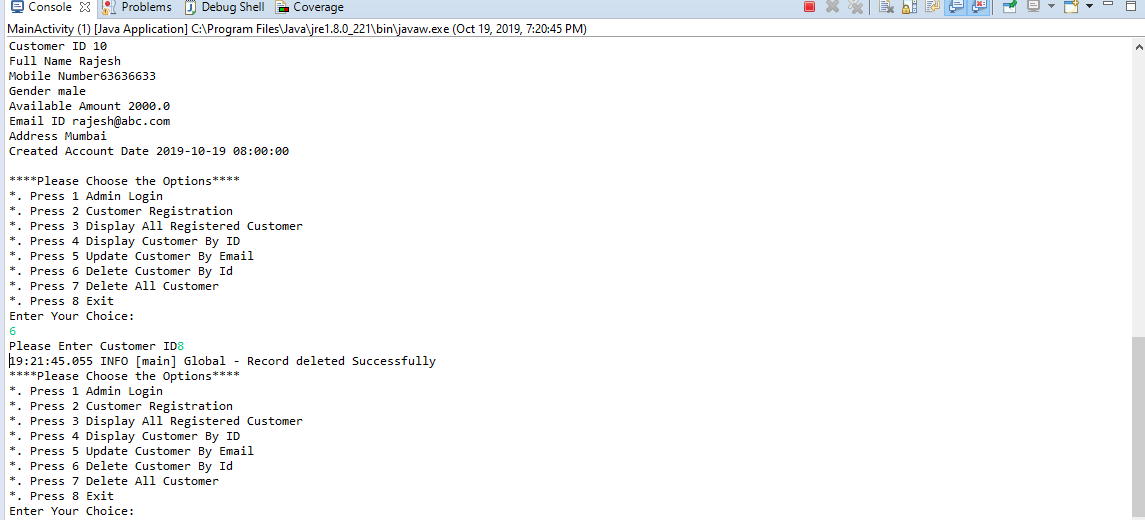 Console Problems Debug Shell Coverage
MainActivity (1) [Java Application] C:\Program Files\Java\jre1.8.0_221\bin\javaw.exe (Oct 19, 2019, 7:20:45 PM)
Customer ID 10
Full Name Rajesh
Mobile Number63636633
Gender male
Available Amount 2000.0
Email ID rajesh@abc.com
Address Mumbai
Created Account Date 2019-10-19 08:00:00
****Please Choose the Options****
*. Press 1 Admin Login
*. Press 2 Customer Registration
*. Press 3 Display All Registered Customer
*. Press 4 Display Customer By ID
*. Press 5 Update Customer By Email
*. Press 6 Delete Customer By Id
*. Press 7 Delete All Customer
*. Press 8 Exit
Enter Your Choice:
6
Please Enter Customer ID8
19:21:45.055 INFO [main] Global - Record deleted Successfully
****Please Choose the Options****
*. Press 1 Admin Login
*. Press 2 Customer Registration
*. Press 3 Display All Registered Customer
*. Press 4 Display Customer By ID
*. Press 5 Update Customer By Email
*. Press 6 Delete Customer By Id
*. Press 7 Delete All Customer
*. Press 8 Exit
Enter Your Choice: